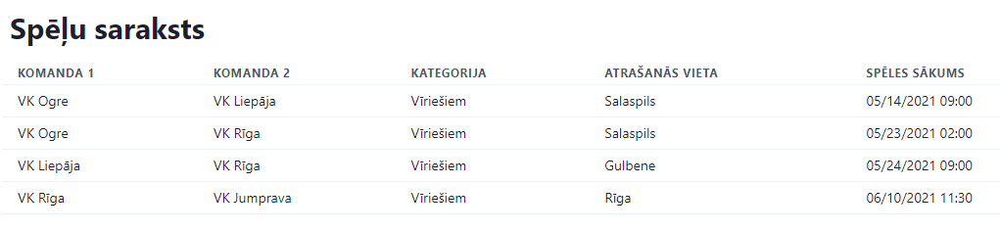 Spēļu saraksts
KOMANDA 1 KOMANDA 2 KATEGORIJA ATRAŠANĀS VIETA SPĒLES SĀKUMS
VK Ogre VK Liepāja Vīriešiem Salaspils 05/14/2021 09:00
VK Ogre VK Rīga Vīriešiem Salaspils 05/23/2021 02:00
VK Liepāja VK Rīga Vīriešiem Gulbene 05/24/2021 09:00
VK Rīga VK Jumprava Vīriešiem Rīga 06/10/2021 11:30